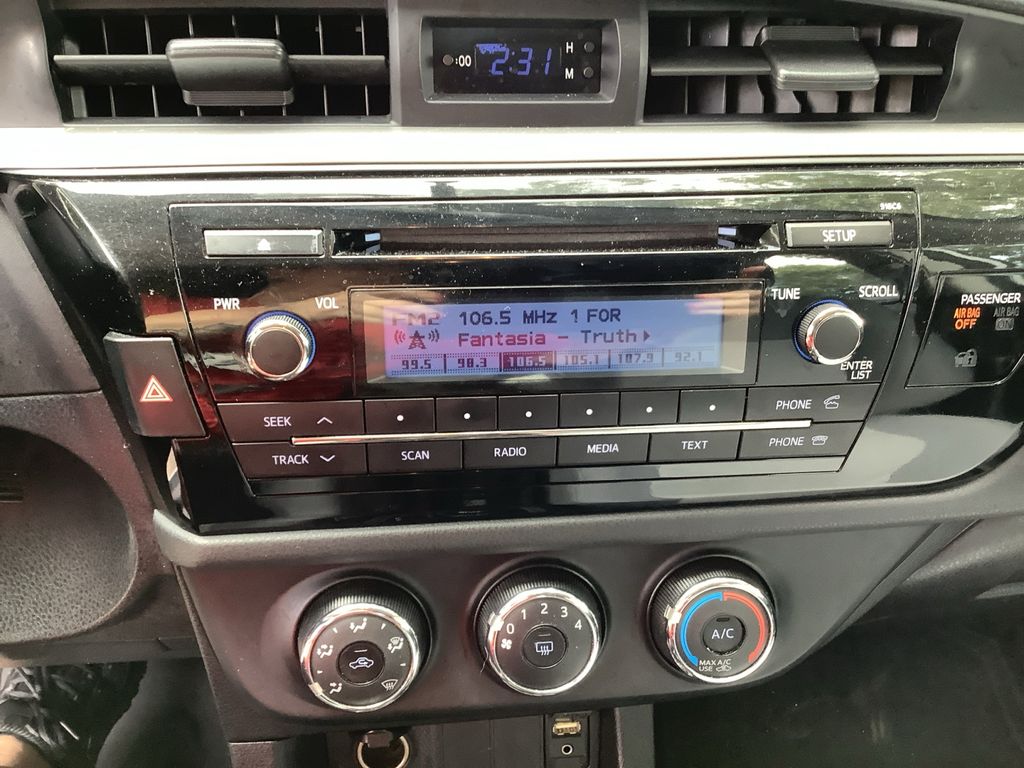 :00 2:31 H
M
916C6
SETUP
PWR VOL
TUNE SCROLL
FM2 106.5 MHz 1 FOR
Fantasia - Truth
99.5 98.3 106.5 105.1 107.9 92.1
ENTER
LIST
PASSENGER
AIR BAG
OFF
AIR BAG
ON
SEEK
PHONE
TRACK SCAN RADIO MEDIA TEXT PHONE
0 1 2 3 4
A/C
MAX A/C
USE